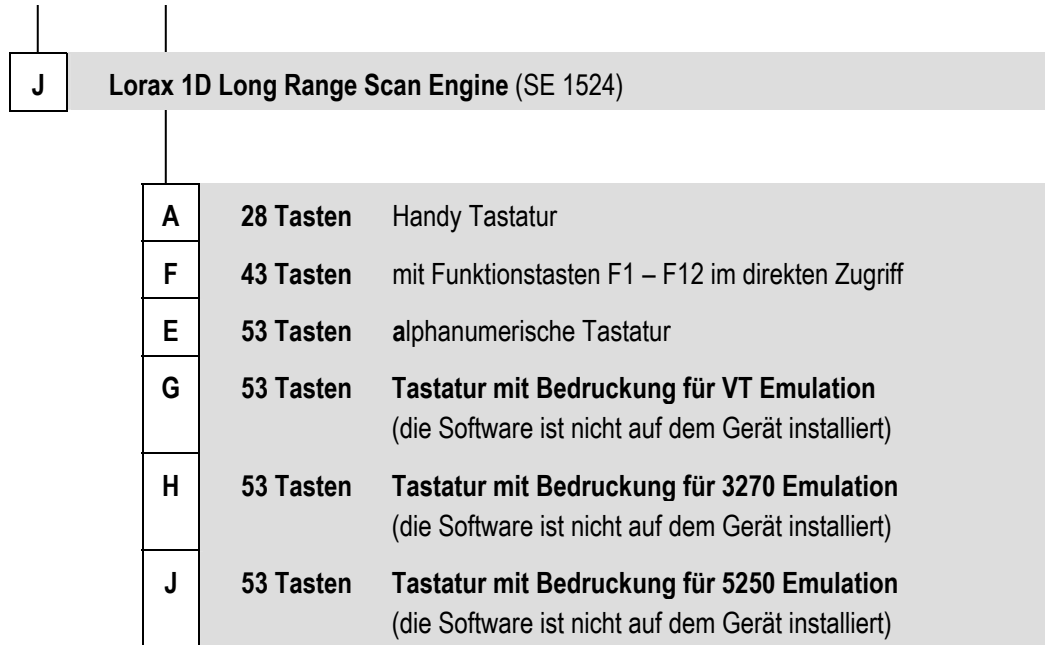 J Lorax 1D Long Range Scan Engine (SE 1524)
A 28 Tasten Handy Tastatur
F 43 Tasten mit Funktionstasten F1 – F12 im direkten Zugriff
E 53 Tasten alphanumerische Tastatur
G 53 Tasten Tastatur mit Bedruckung für VT Emulation
(die Software ist nicht auf dem Gerät installiert)
H 53 Tasten Tastatur mit Bedruckung für 3270 Emulation
(die Software ist nicht auf dem Gerät installiert)
J 53 Tasten Tastatur mit Bedruckung für 5250 Emulation
(die Software ist nicht auf dem Gerät installiert)